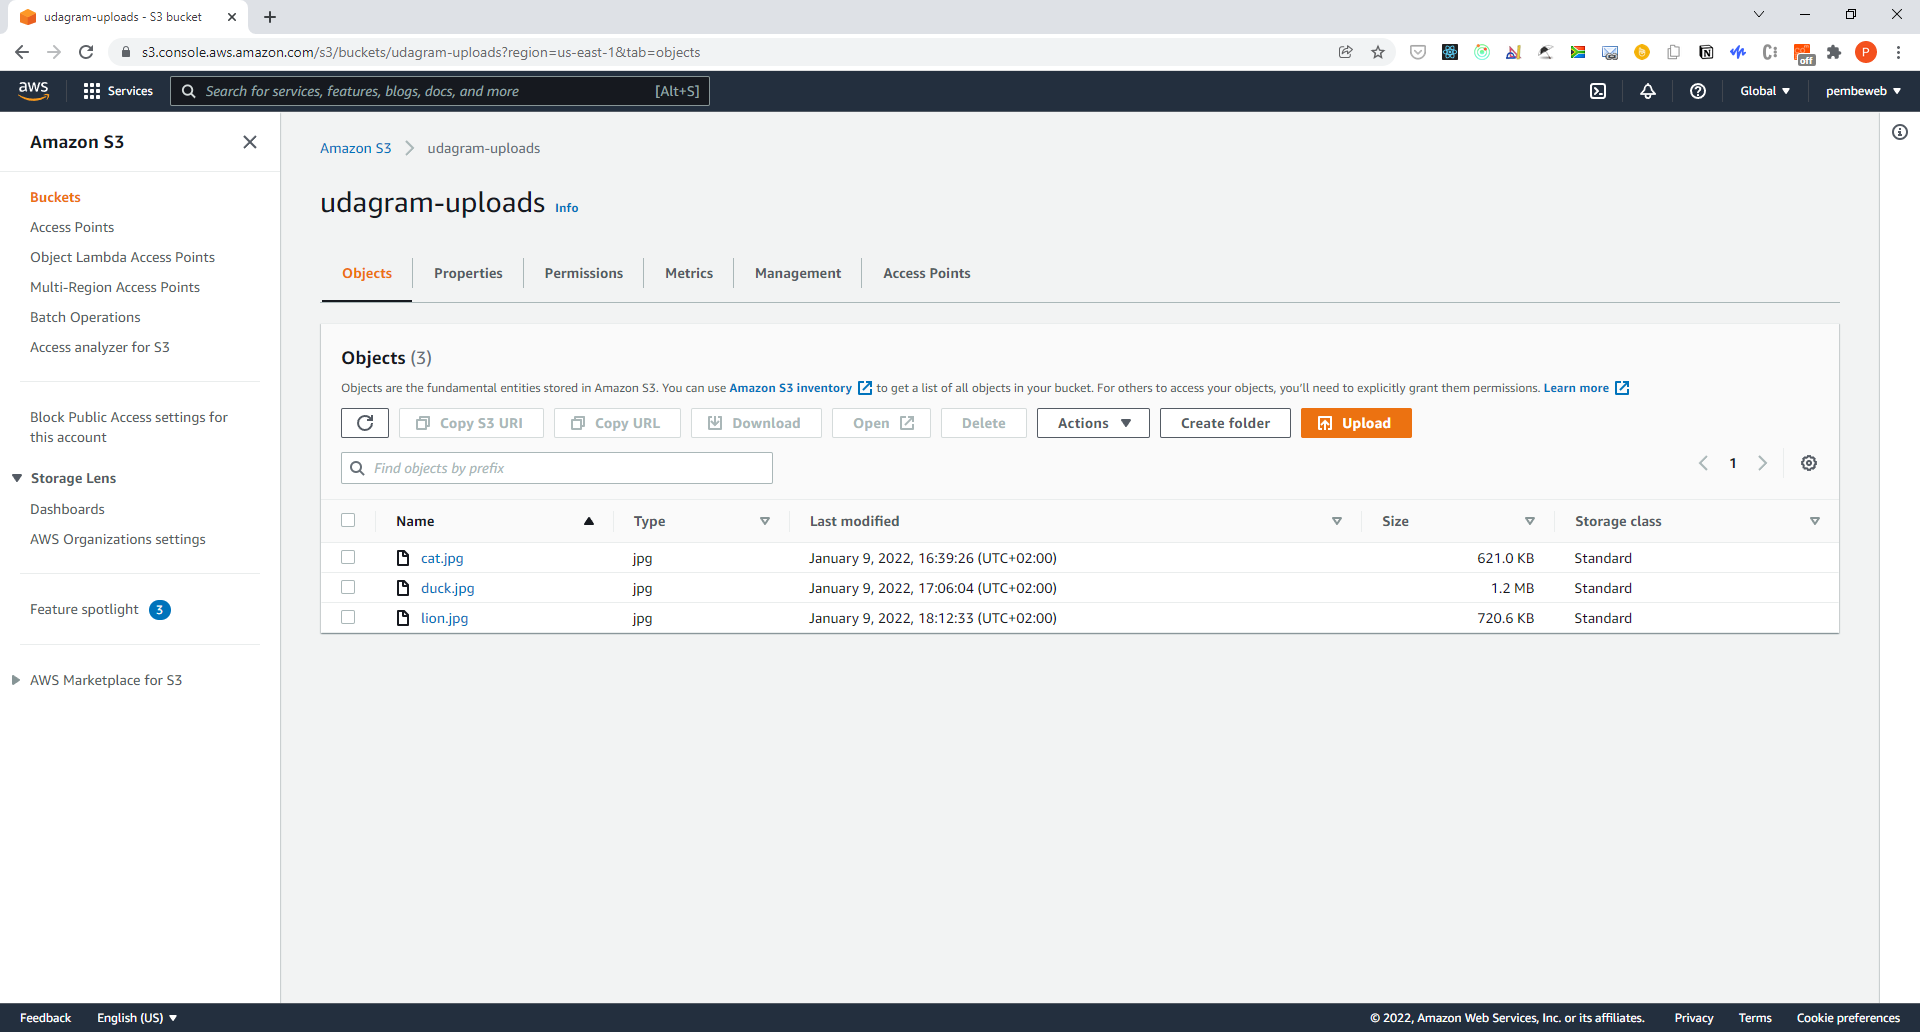 udagram-uploads - S3 bucket
s3.console.aws.amazon.com/s3/buckets/udagram-uploads?region=us-east-1&tab=objects
off
P
aws
Services
Search for services, features, blogs, docs, and more
[Alt+S]
Global
pembeweb
Amazon S3
Buckets
Access Points
Object Lambda Access Points
Multi-Region Access Points
Batch Operations
Access analyzer for S3
Block Public Access settings for
this account
Storage Lens
Dashboards
AWS Organizations settings
Feature spotlight 3
AWS Marketplace for S3
Amazon S3 > udagram-uploads
udagram-uploads Info
Objects Properties Permissions Metrics Management Access Points
Objects (3)
Objects are the fundamental entities stored in Amazon S3. You can use Amazon S3 inventory to get a list of all objects in your bucket. For others to access your objects, you’ll need to explicitly grant them permissions. Learn more
Copy S3 URI Copy URL Download Open Delete Actions Create folder Upload
Find objects by prefix
1
Name Type Last modified Size Storage class
cat.jpg jpg January 9, 2022, 16:39:26 (UTC+02:00) 621.0 KB Standard
duck.jpg jpg January 9, 2022, 17:06:04 (UTC+02:00) 1.2 MB Standard
lion.jpg jpg January 9, 2022, 18:12:33 (UTC+02:00) 720.6 KB Standard
Feedback English (US) © 2022, Amazon Web Services, Inc. or its affiliates. Privacy Terms Cookie preferences